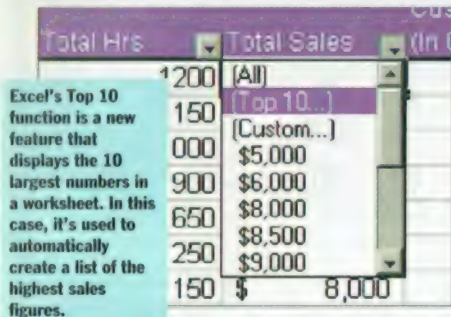 Total Hrs Total Sales (In
1200 (All)
150 (Top 10...)
000 (Custom...)
900 $5,000
$6,000
650 $8,000
250 $8,500
$9,000
150 $ 8,000
Excel's Top 10
function is a new
feature that
displays the 10
largest numbers in
a worksheet. In this
case, it's used to
automatically
create a list of the
highest sales
figures.